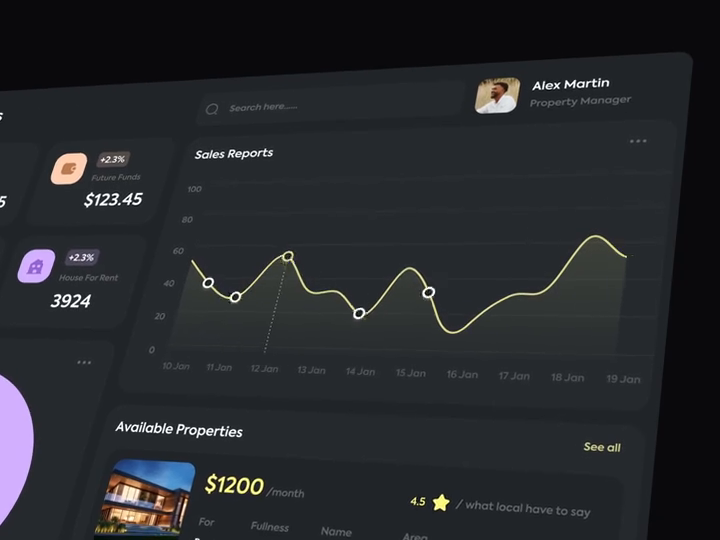 s
Search here......
Alex Martin
Property Manager
5
+2.3%
Future Funds
$123.45
+2.3%
House For Rent
3924
Sales Reports
100
80
60
40
20
0
10 Jan 11 Jan 12 Jan 13 Jan 14 Jan 15 Jan 16 Jan 17 Jan 18 Jan 19 Jan
Available Properties
See all
$1200 /month
4.5 / what local have to say
For Fullness Name Area